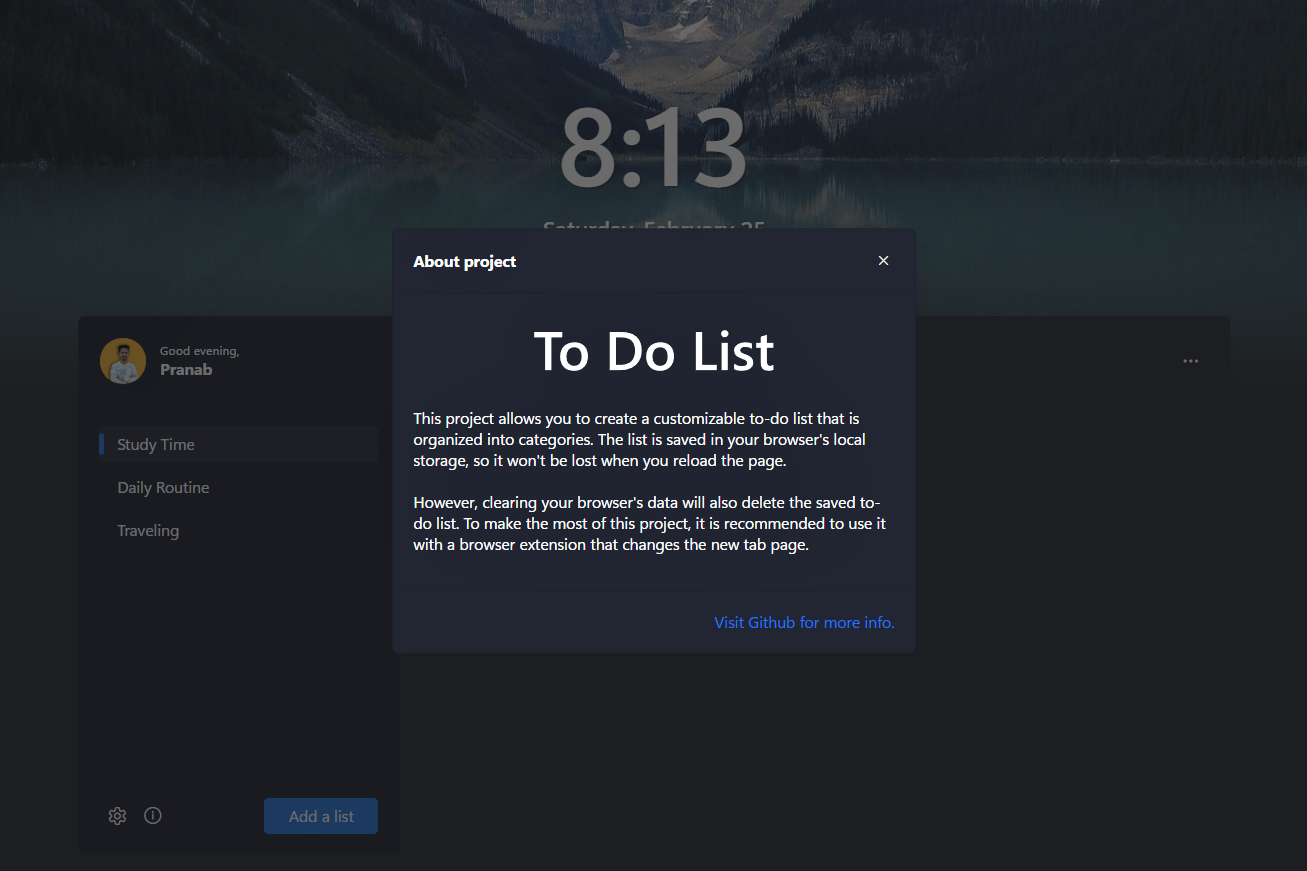 8:13
Saturday, February 25
About project
To Do List
This project allows you to create a customizable to-do list that is
organized into categories. The list is saved in your browser's local
storage, so it won't be lost when you reload the page.
However, clearing your browser's data will also delete the saved to-
do list. To make the most of this project, it is recommended to use it
with a browser extension that changes the new tab page.
Visit Github for more info.
Good evening,
Pranab
Study Time
Daily Routine
Traveling
Add a list